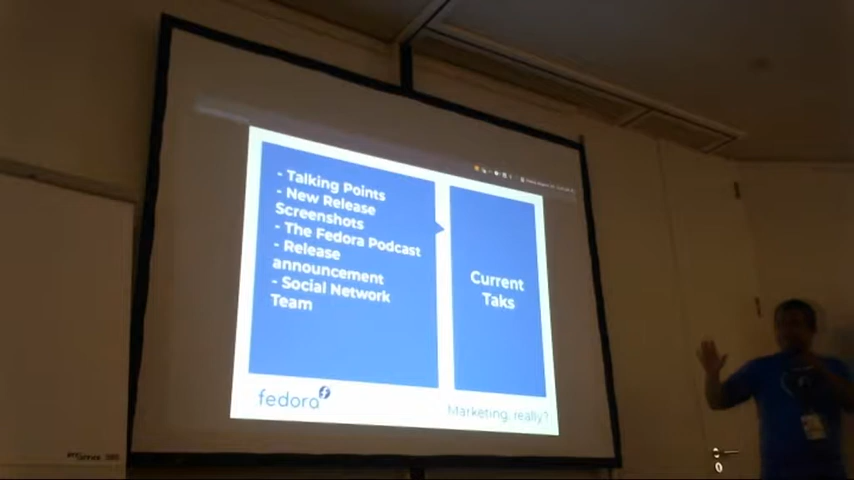 - Talking Points
- New Release
Screenshots
- The Fedora Podcast
- Release
announcement
- Social Network
Team
Current
Taks
fedora
Marketing, really?